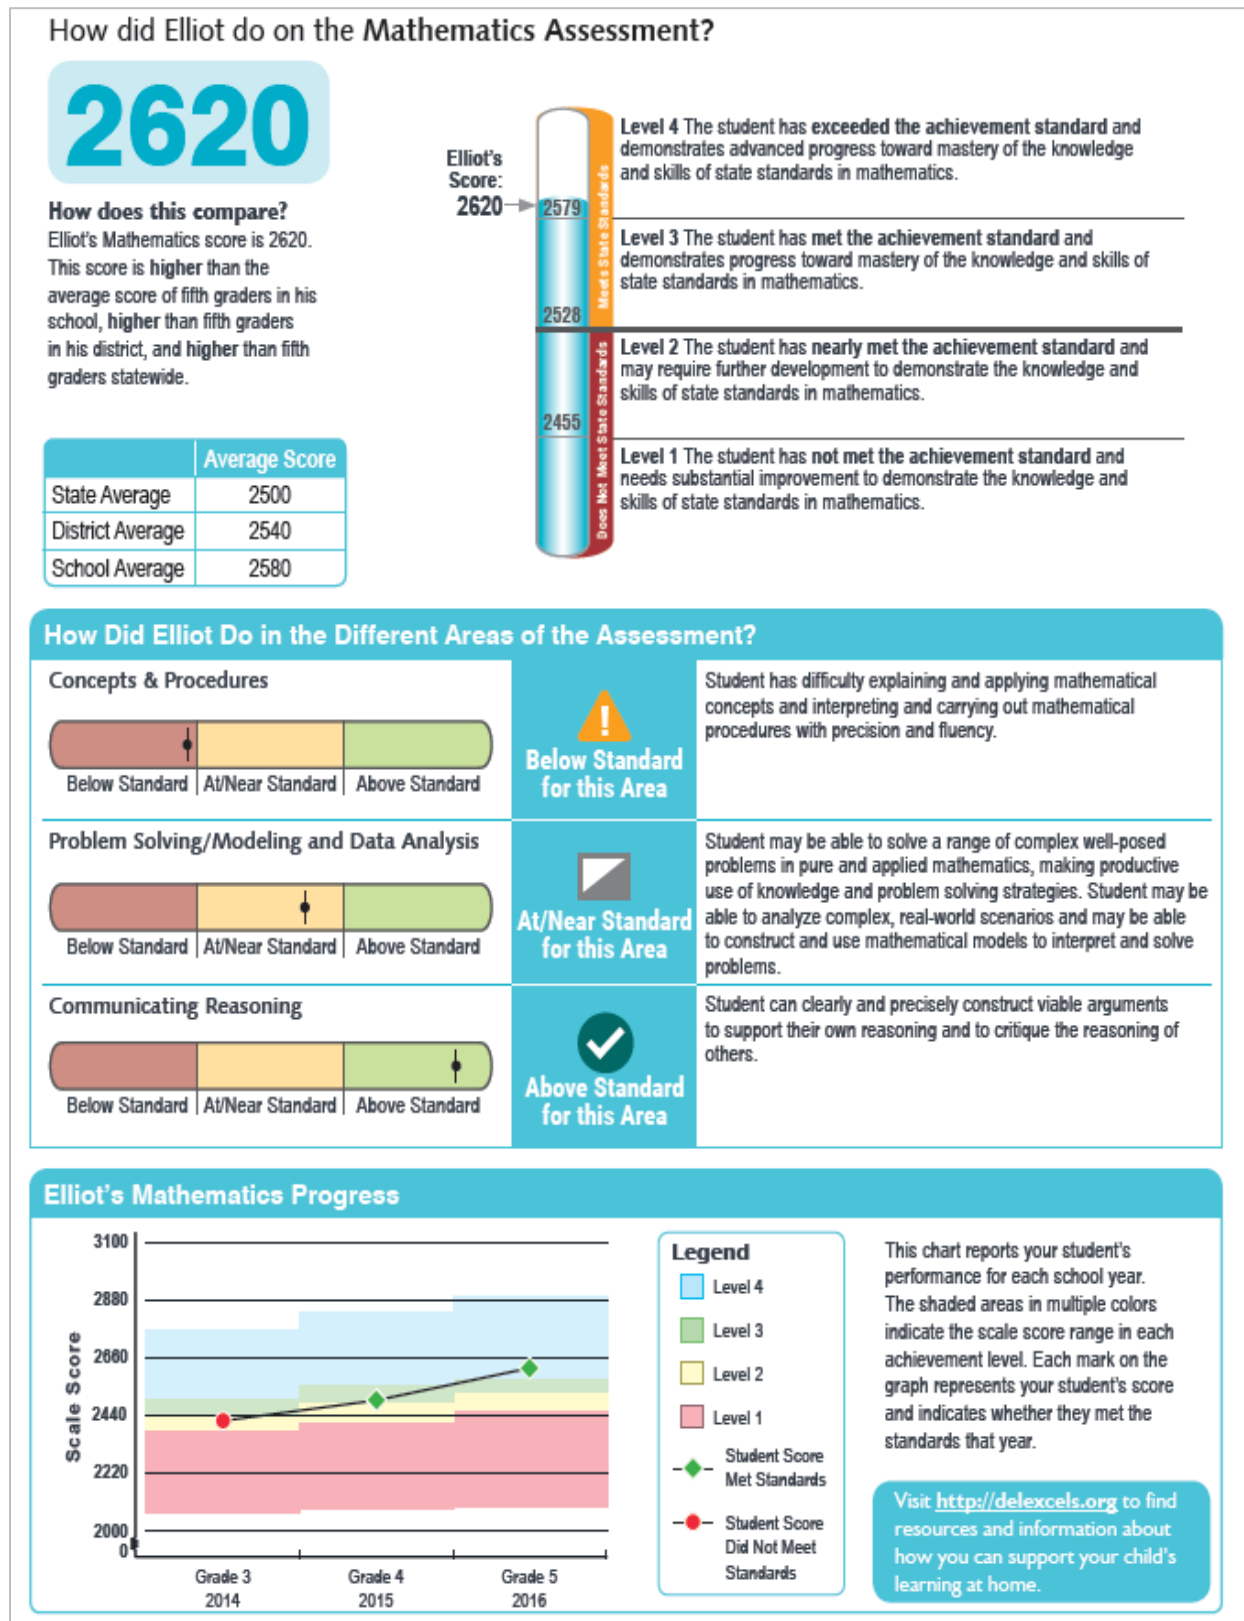 How did Elliot do on the Mathematics Assessment?
2620
How does this compare?
Elliot's Mathematics score is 2620.
This score is higher than the
average score of fifth graders in his
school, higher than fifth graders
in his district, and higher than fifth
graders statewide.
Average Score
State Average 2500
District Average 2540
School Average 2580
Elliot's
Score:
2620
2579
2528
2455
Meets State Standards
Does Not Meet State Standards
Level 4 The student has exceeded the achievement standard and
demonstrates advanced progress toward mastery of the knowledge
and skills of state standards in mathematics.
Level 3 The student has met the achievement standard and
demonstrates progress toward mastery of the knowledge and skills of
state standards in mathematics.
Level 2 The student has nearly met the achievement standard and
may require further development to demonstrate the knowledge and
skills of state standards in mathematics.
Level 1 The student has not met the achievement standard and
needs substantial improvement to demonstrate the knowledge and
skills of state standards in mathematics.
How Did Elliot Do in the Different Areas of the Assessment?
Concepts & Procedures
Below Standard At/Near Standard Above Standard
!
Below Standard
for this Area
Student has difficulty explaining and applying mathematical
concepts and interpreting and carrying out mathematical
procedures with precision and fluency.
Problem Solving/Modeling and Data Analysis
Below Standard At/Near Standard Above Standard
At/Near Standard
for this Area
Student may be able to solve a range of complex well-posed
problems in pure and applied mathematics, making productive
use of knowledge and problem solving strategies. Student may be
able to analyze complex, real-world scenarios and may be able
to construct and use mathematical models to interpret and solve
problems.
Communicating Reasoning
Below Standard At/Near Standard Above Standard
Above Standard
for this Area
Student can clearly and precisely construct viable arguments
to support their own reasoning and to critique the reasoning of
others.
Elliot's Mathematics Progress
Scale Score
3100
2880
2660
2440
2220
2000
0
Grade 3 Grade 4 Grade 5
2014 2015 2016
Legend
Level 4
Level 3
Level 2
Level 1
Student Score
Met Standards
Student Score
Did Not Meet
Standards
This chart reports your student's
performance for each school year.
The shaded areas in multiple colors
indicate the scale score range in each
achievement level. Each mark on the
graph represents your student's score
and indicates whether they met the
standards that year.
Visit http://delexcels.org to find
resources and information about
how you can support your child's
learning at home.